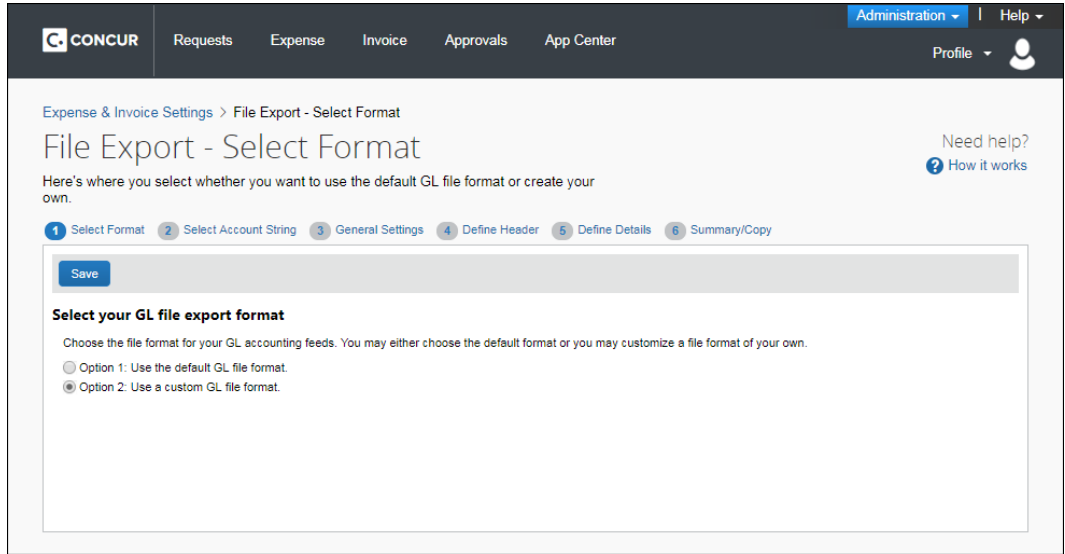 Administration | Help
C. CONCUR Requests Expense Invoice Approvals App Center
Profile
Expense & Invoice Settings > File Export - Select Format
File Export - Select Format
Need help?
? How it works
Here's where you select whether you want to use the default GL file format or create your
own.
1 Select Format 2 Select Account String 3 General Settings 4 Define Header 5 Define Details 6 Summary/Copy
Save
Select your GL file export format
Choose the file format for your GL accounting feeds. You may either choose the default format or you may customize a file format of your own.
Option 1: Use the default GL file format.
Option 2: Use a custom GL file format.